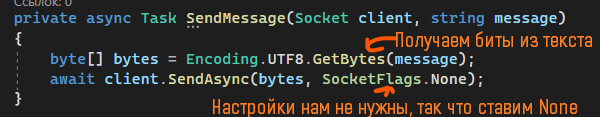 Ссылок: 0
private async Task SendMessage(Socket client, string message)
{
byte[] bytes = Encoding.UTF8.GetBytes(message);
await client.SendAsync(bytes, SocketFlags.None);
}
Получаем биты из текста
Настройки нам не нужны, так что ставим None